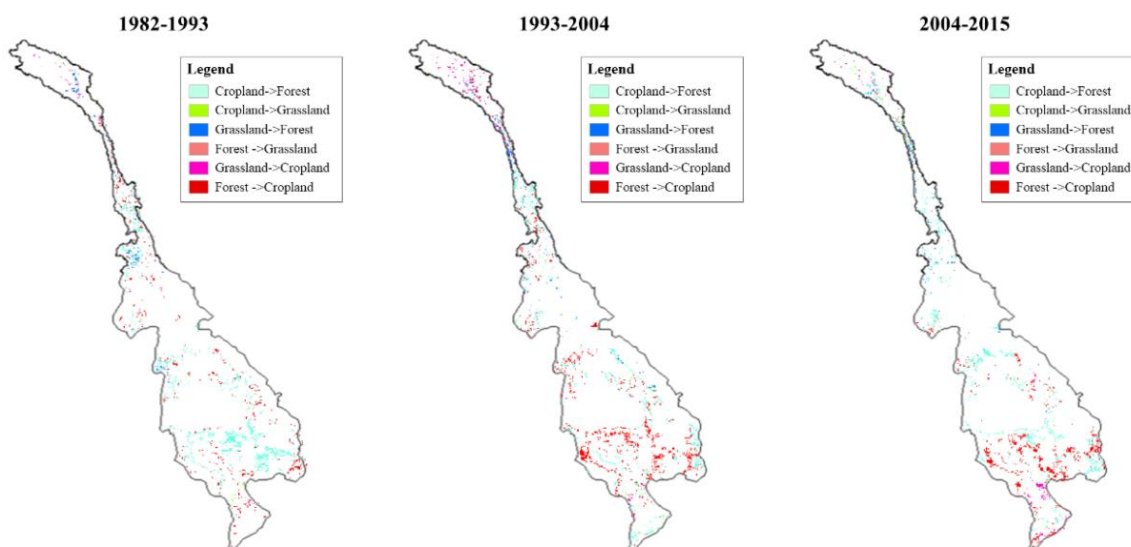 1982-1993
Legend
Cropland->Forest
Cropland->Grassland
Grassland->Forest
Forest ->Grassland
Grassland->Cropland
Forest ->Cropland
1993-2004
Legend
Cropland->Forest
Cropland->Grassland
Grassland->Forest
Forest ->Grassland
Grassland->Cropland
Forest ->Cropland
2004-2015
Legend
Cropland->Forest
Cropland->Grassland
Grassland->Forest
Forest ->Grassland
Grassland->Cropland
Forest ->Cropland